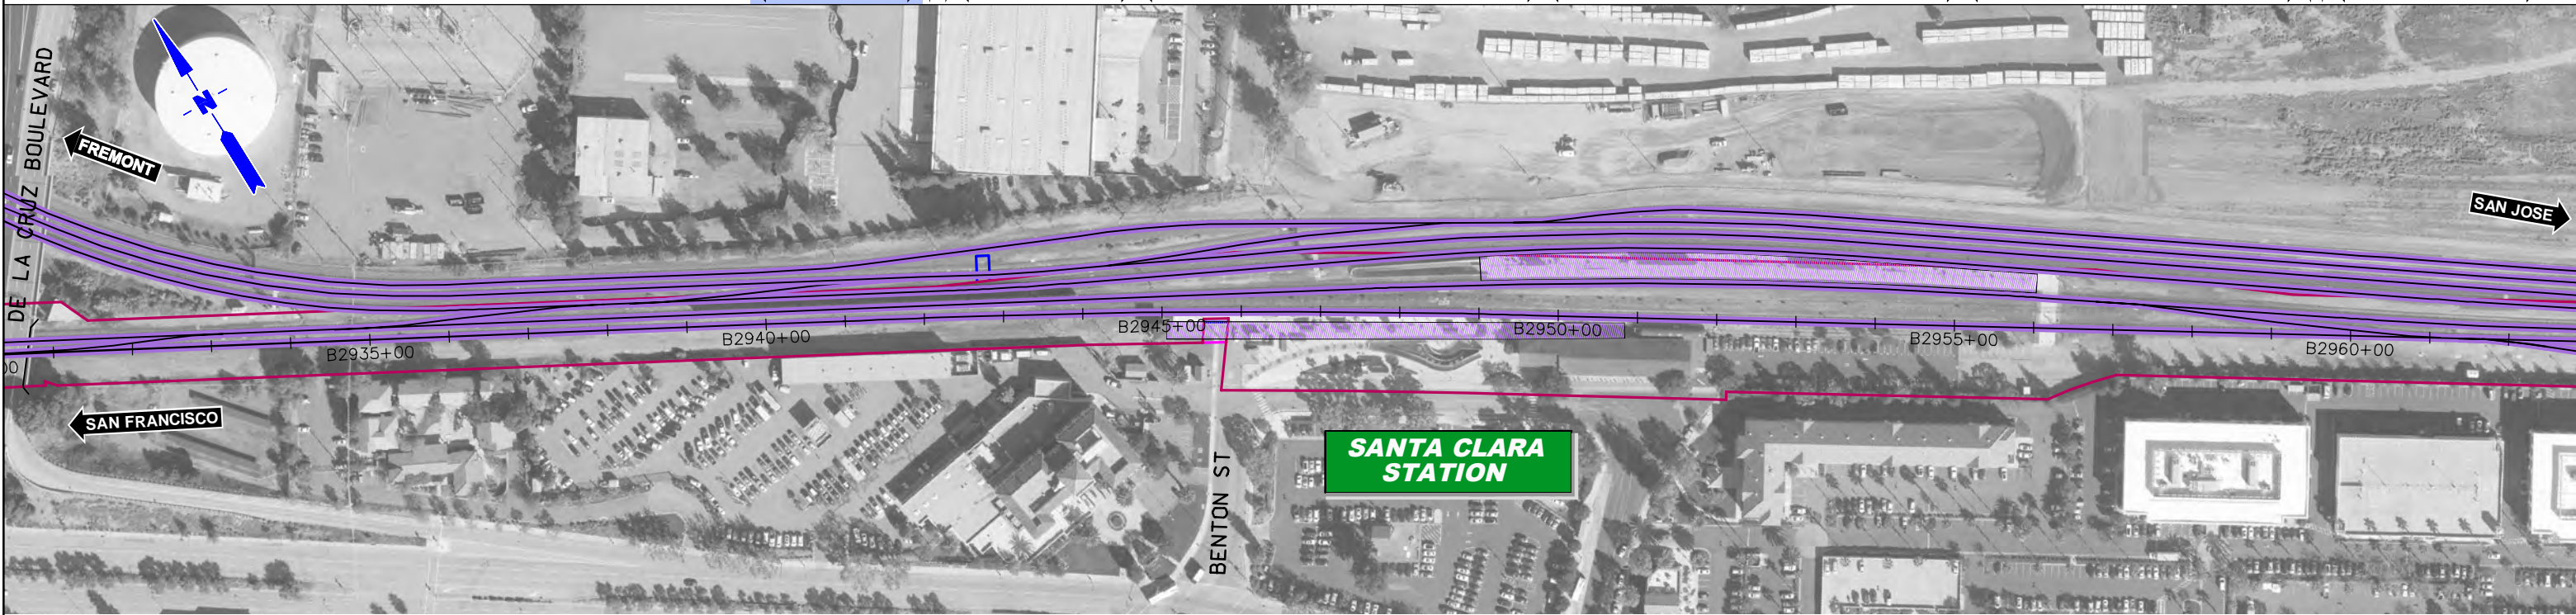 DE LA CRUZ BOULEVARD
N
FREMONT
SAN JOSE
B2935+00
B2940+00
B2945+00
B2950+00
B2955+00
B2960+00
00
SAN FRANCISCO
SANTA CLARA
STATION
BENTON ST